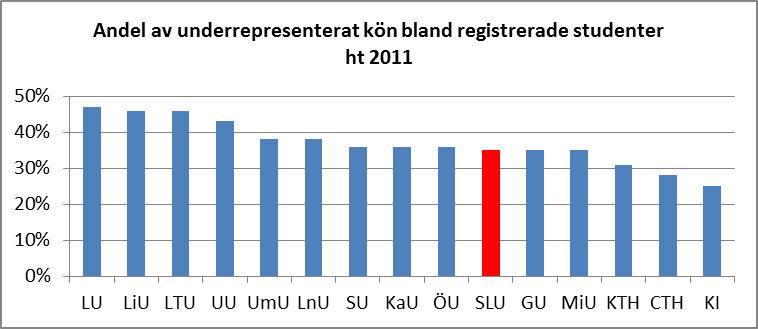 Andel av underrepresenterat kön bland registrerade studenter
ht 2011
50%
40%
30%
20%
10%
0%
LU LiU LTU UU UmU LnU SU KaU ÖU SLU GU MiU KTH CTH KI